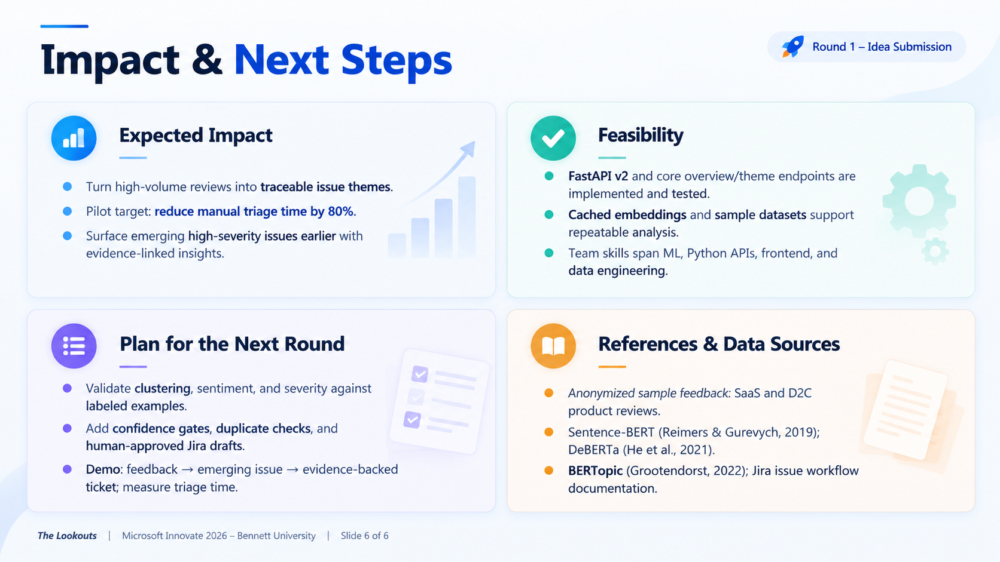 Impact & Next Steps
Round 1 – Idea Submission
Expected Impact
Turn high-volume reviews into traceable issue themes.
Pilot target: reduce manual triage time by 80%.
Surface emerging high-severity issues earlier with
evidence-linked insights.
Feasibility
FastAPI v2 and core overview/theme endpoints are
implemented and tested.
Cached embeddings and sample datasets support
repeatable analysis.
Team skills span ML, Python APIs, frontend, and
data engineering.
Plan for the Next Round
Validate clustering, sentiment, and severity against
labeled examples.
Add confidence gates, duplicate checks, and
human-approved Jira drafts.
Demo: feedback → emerging issue → evidence-backed
ticket; measure triage time.
References & Data Sources
Anonymized sample feedback: SaaS and D2C
product reviews.
Sentence-BERT (Reimers & Gurevych, 2019);
DeBERTa (He et al., 2021).
BERTopic (Grootendorst, 2022); Jira issue workflow
documentation.
The Lookouts | Microsoft Innovate 2026 – Bennett University | Slide 6 of 6